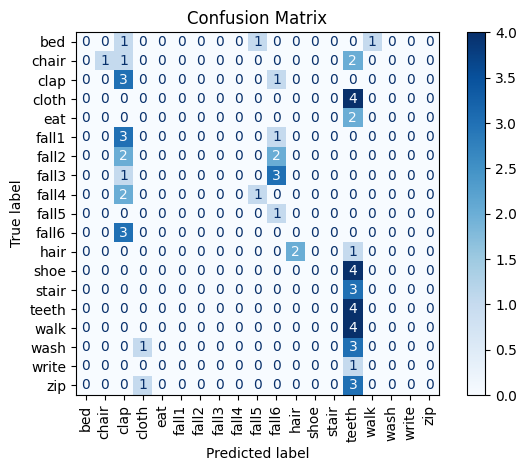 Confusion Matrix
bed 0 0 1 0 0 0 0 0 0 1 0 0 0 0 0 1 0 0 0
chair 0 1 1 0 0 0 0 0 0 0 0 0 0 0 2 0 0 0 0
clap 0 0 3 0 0 0 0 0 0 0 1 0 0 0 0 0 0 0 0
cloth 0 0 0 0 0 0 0 0 0 0 0 0 0 0 4 0 0 0 0
eat 0 0 0 0 0 0 0 0 0 0 0 0 0 0 2 0 0 0 0
fall1 0 0 3 0 0 0 0 0 0 0 1 0 0 0 0 0 0 0 0
fall2 0 0 2 0 0 0 0 0 0 0 2 0 0 0 0 0 0 0 0
fall3 0 0 1 0 0 0 0 0 0 0 3 0 0 0 0 0 0 0 0
fall4 0 0 2 0 0 0 0 0 0 1 0 0 0 0 0 0 0 0 0
fall5 0 0 0 0 0 0 0 0 0 0 1 0 0 0 0 0 0 0 0
fall6 0 0 3 0 0 0 0 0 0 0 0 0 0 0 0 0 0 0 0
hair 0 0 0 0 0 0 0 0 0 0 0 2 0 0 1 0 0 0 0
shoe 0 0 0 0 0 0 0 0 0 0 0 0 0 0 4 0 0 0 0
stair 0 0 0 0 0 0 0 0 0 0 0 0 0 0 3 0 0 0 0
teeth 0 0 0 0 0 0 0 0 0 0 0 0 0 0 4 0 0 0 0
walk 0 0 0 0 0 0 0 0 0 0 0 0 0 0 4 0 0 0 0
wash 0 0 0 1 0 0 0 0 0 0 0 0 0 0 3 0 0 0 0
write 0 0 0 0 0 0 0 0 0 0 0 0 0 0 1 0 0 0 0
zip 0 0 0 1 0 0 0 0 0 0 0 0 0 0 3 0 0 0 0
True label
bed chair clap cloth eat fall1 fall2 fall3 fall4 fall5 fall6 hair shoe stair teeth walk wash write zip
Predicted label
4.0
3.5
3.0
2.5
2.0
1.5
1.0
0.5
0.0